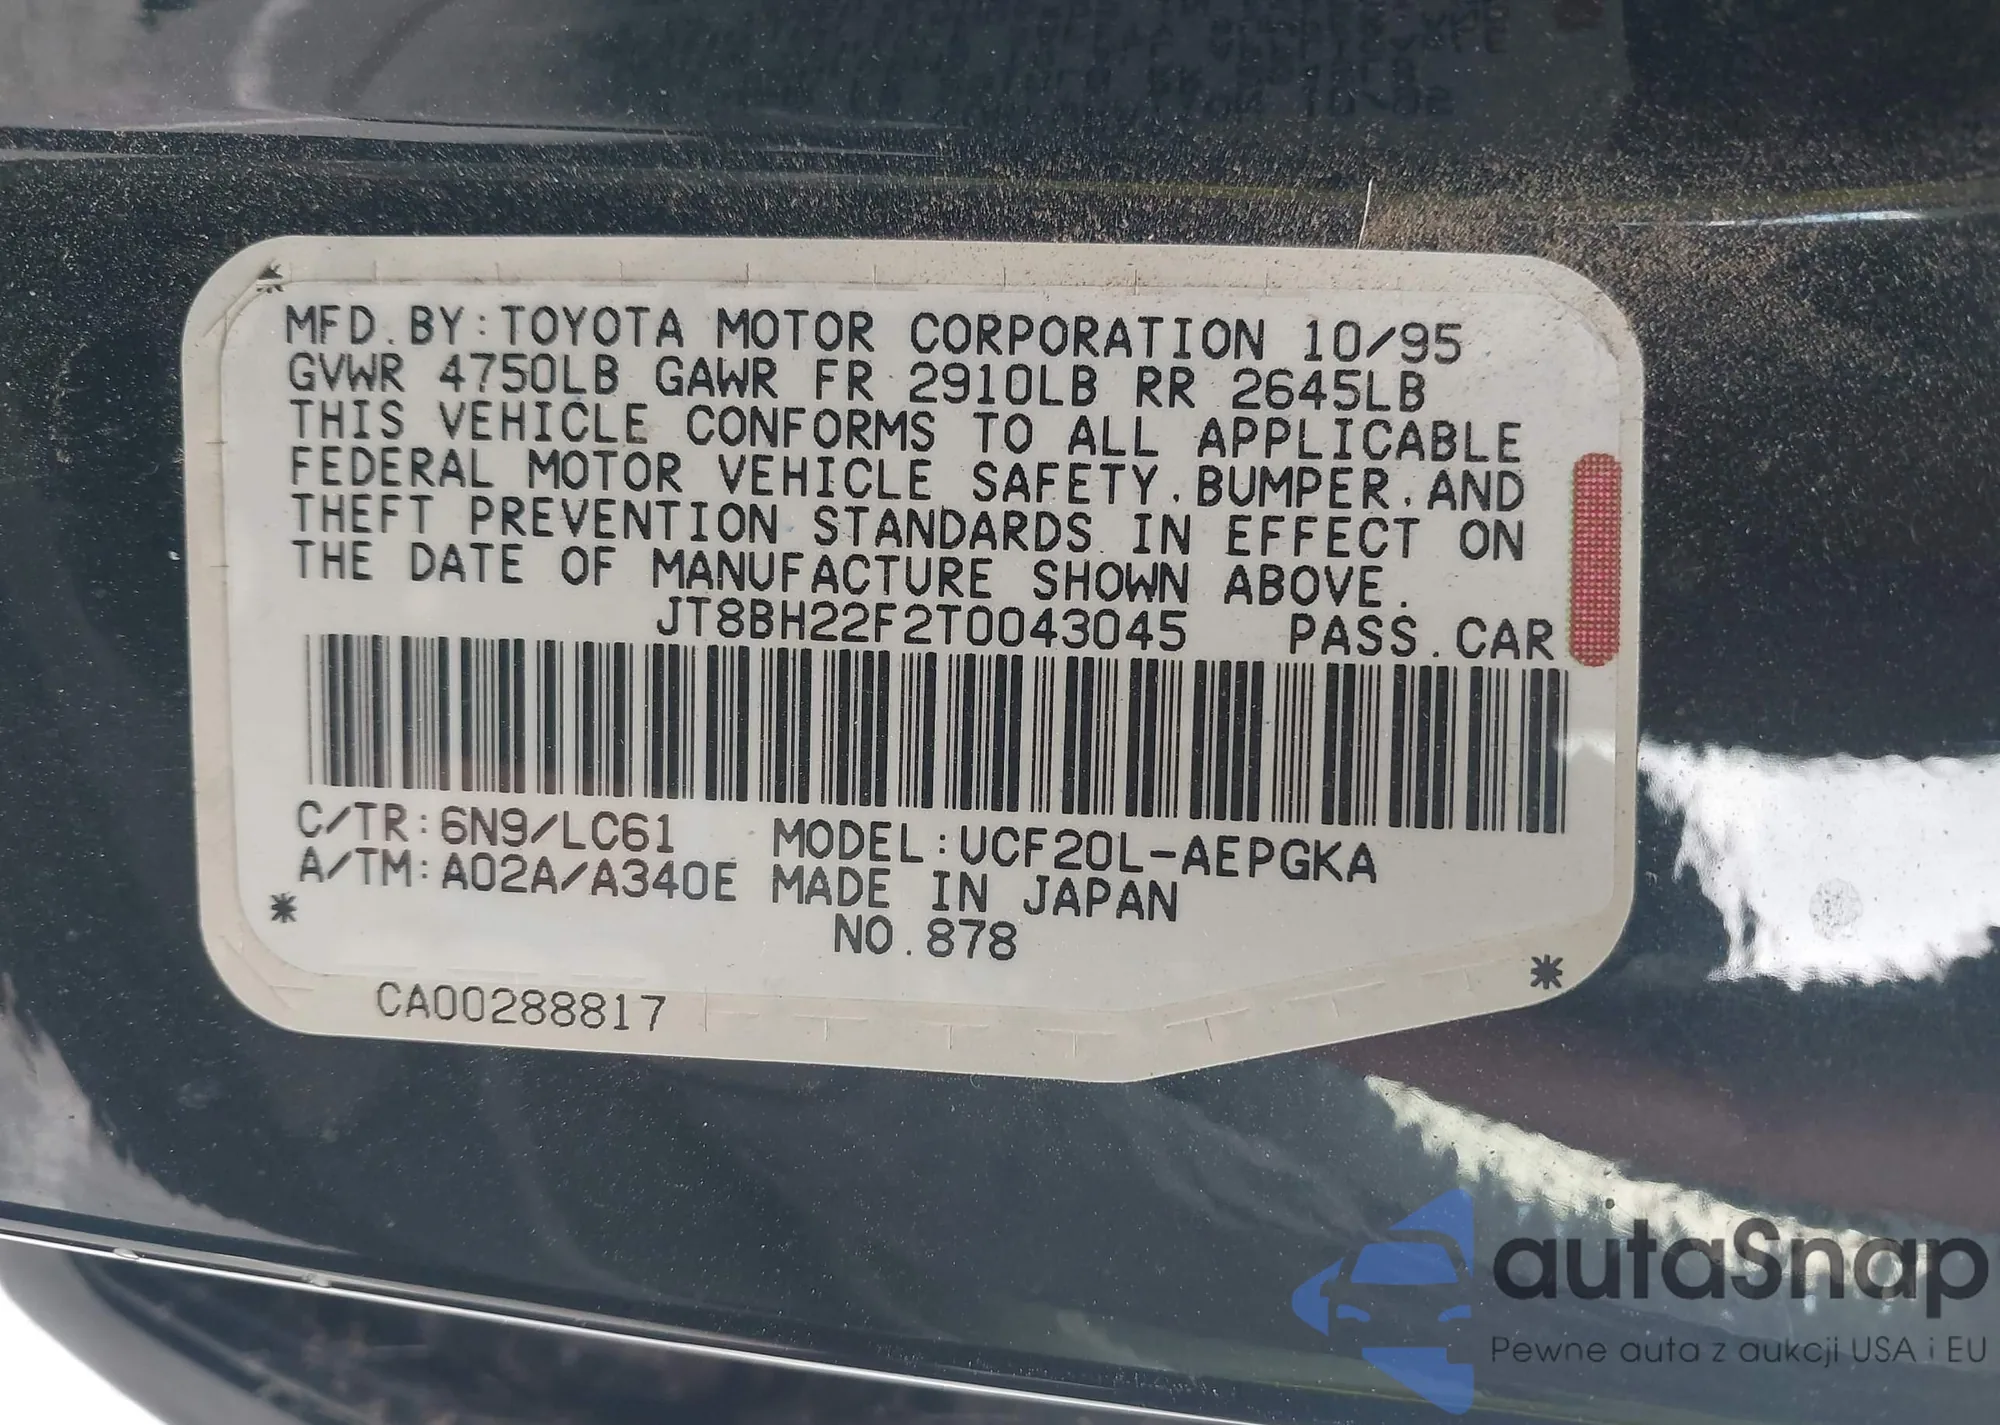 MFD. BY: TOYOTA MOTOR CORPORATION 10/95
GVWR 4750LB GAWR FR 2910LB RR 2645LB
THIS VEHICLE CONFORMS TO ALL APPLICABLE
FEDERAL MOTOR VEHICLE SAFETY, BUMPER, AND
THEFT PREVENTION STANDARDS IN EFFECT ON
THE DATE OF MANUFACTURE SHOWN ABOVE.
JT8BH22F2T0043045 PASS. CAR
C/TR: 6N9/LC61 MODEL: UCF20L-AEPGKA
A/TM: A02A/A340E MADE IN JAPAN
NO. 878
CA00288817
autaSnap
Pewne auta z aukcji USA i EU